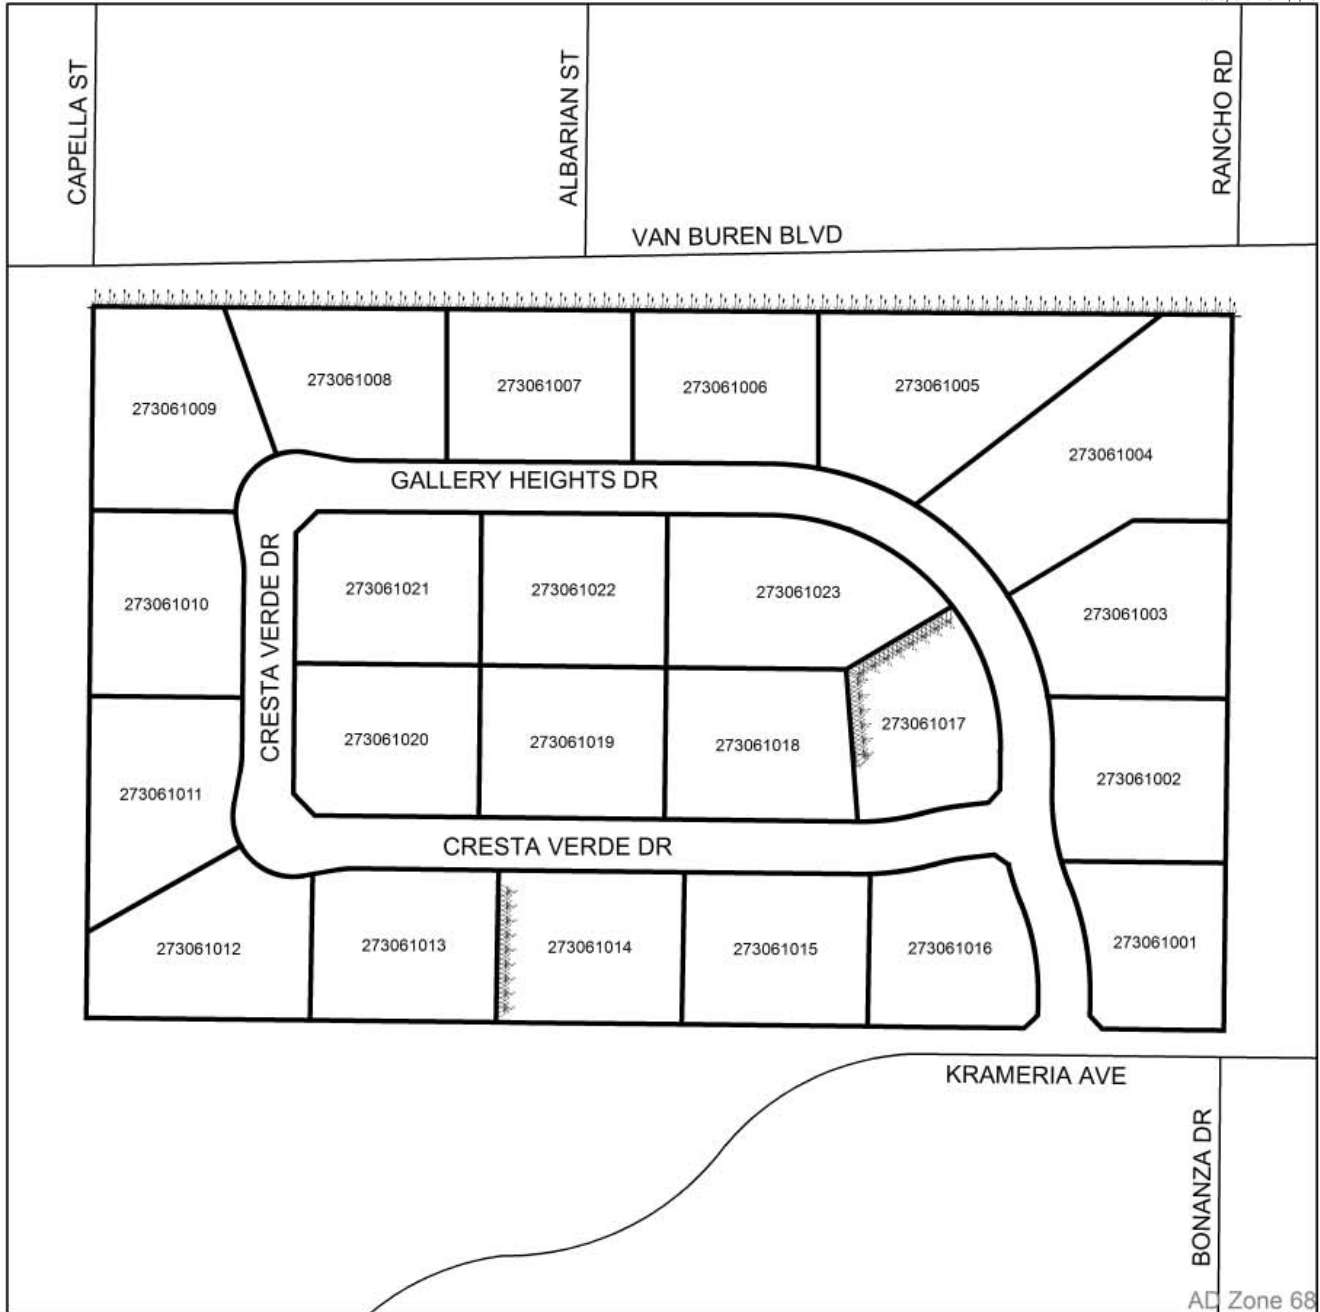 CAPELLA ST
ALBARIAN ST
RANCHO RD
VAN BUREN BLVD
273061009
273061008
273061007
273061006
273061005
273061004
GALLERY HEIGHTS DR
273061010
CRESTA VERDE DR
273061021
273061022
273061023
273061003
273061011
273061020
273061019
273061018
273061017
273061002
CRESTA VERDE DR
273061012
273061013
273061014
273061015
273061016
273061001
KRAMERIA AVE
BONANZA DR
AD Zone 68